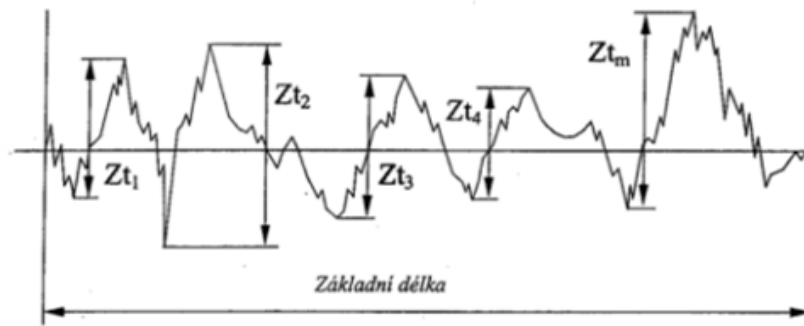 Zt₁
Zt₂
Zt₃
Zt₄
Ztₘ
Základní délka